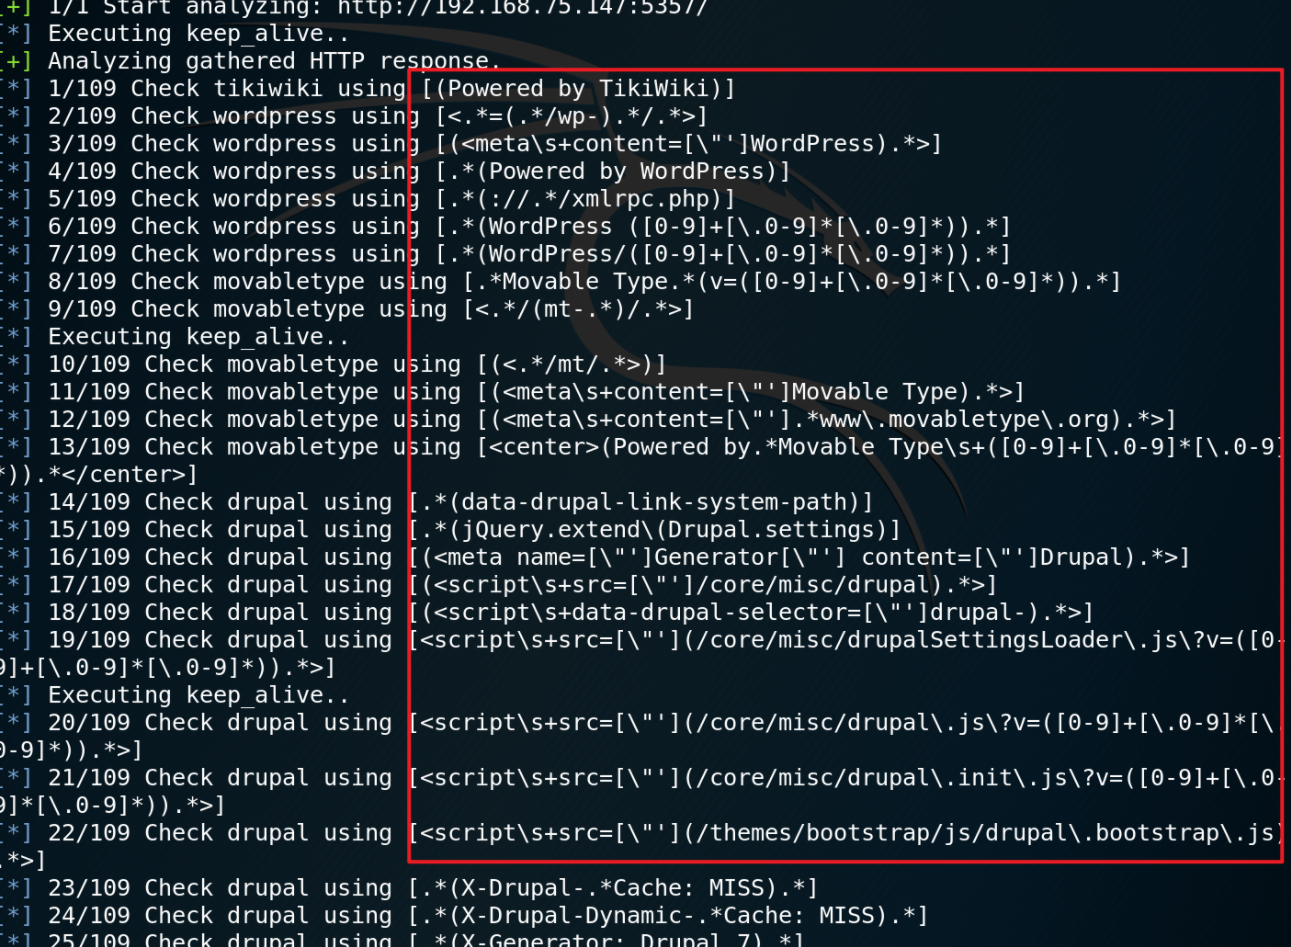 [+] 1/1 Start analyzing: http://192.168.75.147:5357/
[*] Executing keep_alive..
[+] Analyzing gathered HTTP response.
[*] 1/109 Check tikiwiki using [(Powered by TikiWiki)]
[*] 2/109 Check wordpress using [<.*=(.*/wp-).*/.*>]
[*] 3/109 Check wordpress using [(<meta\s+content=[\"']WordPress).*>]
[*] 4/109 Check wordpress using [.*(Powered by WordPress)]
[*] 5/109 Check wordpress using [.*(://.*/xmlrpc.php)]
[*] 6/109 Check wordpress using [.*(WordPress ([0-9]+[\.0-9]*[\.0-9]*)).*]
[*] 7/109 Check wordpress using [.*(WordPress/([0-9]+[\.0-9]*[\.0-9]*)).*]
[*] 8/109 Check movabletype using [.*Movable Type.*(v=([0-9]+[\.0-9]*[\.0-9]*)).*]
[*] 9/109 Check movabletype using [<.*/(mt-.*)/.*>]
[*] Executing keep_alive..
[*] 10/109 Check movabletype using [(<.*/mt/.*>)]
[*] 11/109 Check movabletype using [(<meta\s+content=[\"']Movable Type).*>]
[*] 12/109 Check movabletype using [(<meta\s+content=[\"'].*www\.movabletype\.org).*>]
[*] 13/109 Check movabletype using [<center>(Powered by.*Movable Type\s+([0-9]+[\.0-9]*[\.0-9]
*)).*</center>]
[*] 14/109 Check drupal using [.*(data-drupal-link-system-path)]
[*] 15/109 Check drupal using [.*(jQuery.extend\(Drupal.settings)]
[*] 16/109 Check drupal using [(<meta name=[\"']Generator[\"'] content=[\"']Drupal).*>]
[*] 17/109 Check drupal using [(<script\s+src=[\"']/core/misc/drupal).*>]
[*] 18/109 Check drupal using [(<script\s+data-drupal-selector=[\"']drupal-).*>]
[*] 19/109 Check drupal using [<script\s+src=[\"'](/core/misc/drupalSettingsLoader\.js\?v=([0-
9]+[\.0-9]*[\.0-9]*)).*>]
[*] Executing keep_alive..
[*] 20/109 Check drupal using [<script\s+src=[\"'](/core/misc/drupal\.js\?v=([0-9]+[\.0-9]*[\.
0-9]*)).*>]
[*] 21/109 Check drupal using [<script\s+src=[\"'](/core/misc/drupal\.init\.js\?v=([0-9]+[\.0-
9]*[\.0-9]*)).*>]
[*] 22/109 Check drupal using [<script\s+src=[\"'](/themes/bootstrap/js/drupal\.bootstrap\.js)
.*>]
[*] 23/109 Check drupal using [.*(X-Drupal-.*Cache: MISS).*]
[*] 24/109 Check drupal using [.*(X-Drupal-Dynamic-.*Cache: MISS).*]
[*] 25/109 Check drupal using [.*(X-Generator: Drupal 7).*]